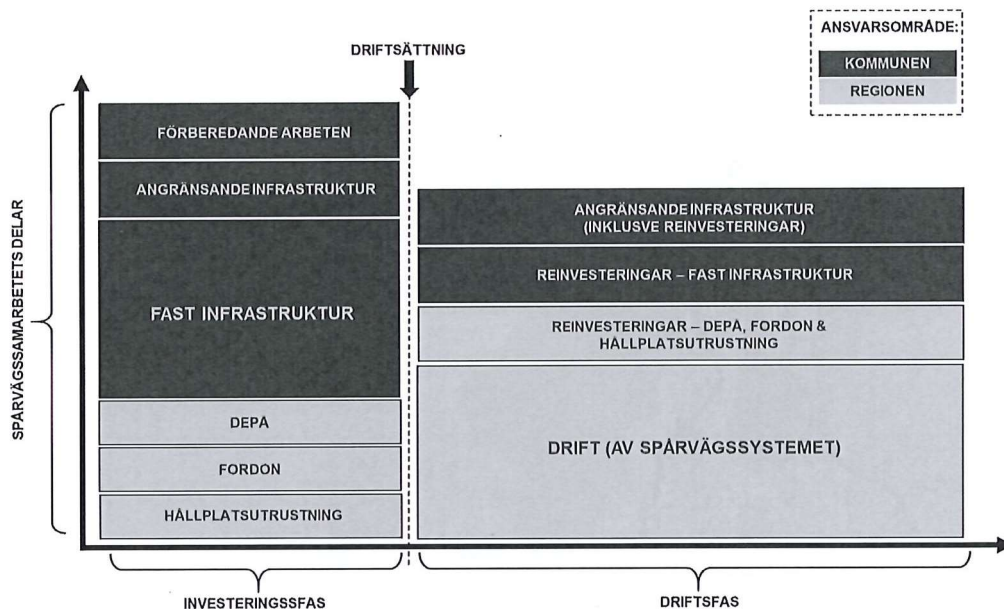 ANSVARSOMRÅDE:
KOMMUNEN
REGIONEN
DRIFTSÄTTNING
SPÅRVÄGSSAMARBETETS DELAR
FÖRBEREDANDE ARBETEN
ANGRÄNSANDE INFRASTRUKTUR
FAST INFRASTRUKTUR
DEPÅ
FORDON
HÅLLPLATSUTRUSTNING
ANGRÄNSANDE INFRASTRUKTUR
(INKLUSVE REINVESTERINGAR)
REINVESTERINGAR – FAST INFRASTRUKTUR
REINVESTERINGAR – DEPÅ, FORDON &
HÅLLPLATSUTRUSTNING
DRIFT (AV SPÅRVÄGSSYSTEMET)
INVESTERINGSSFAS
DRIFTSFAS